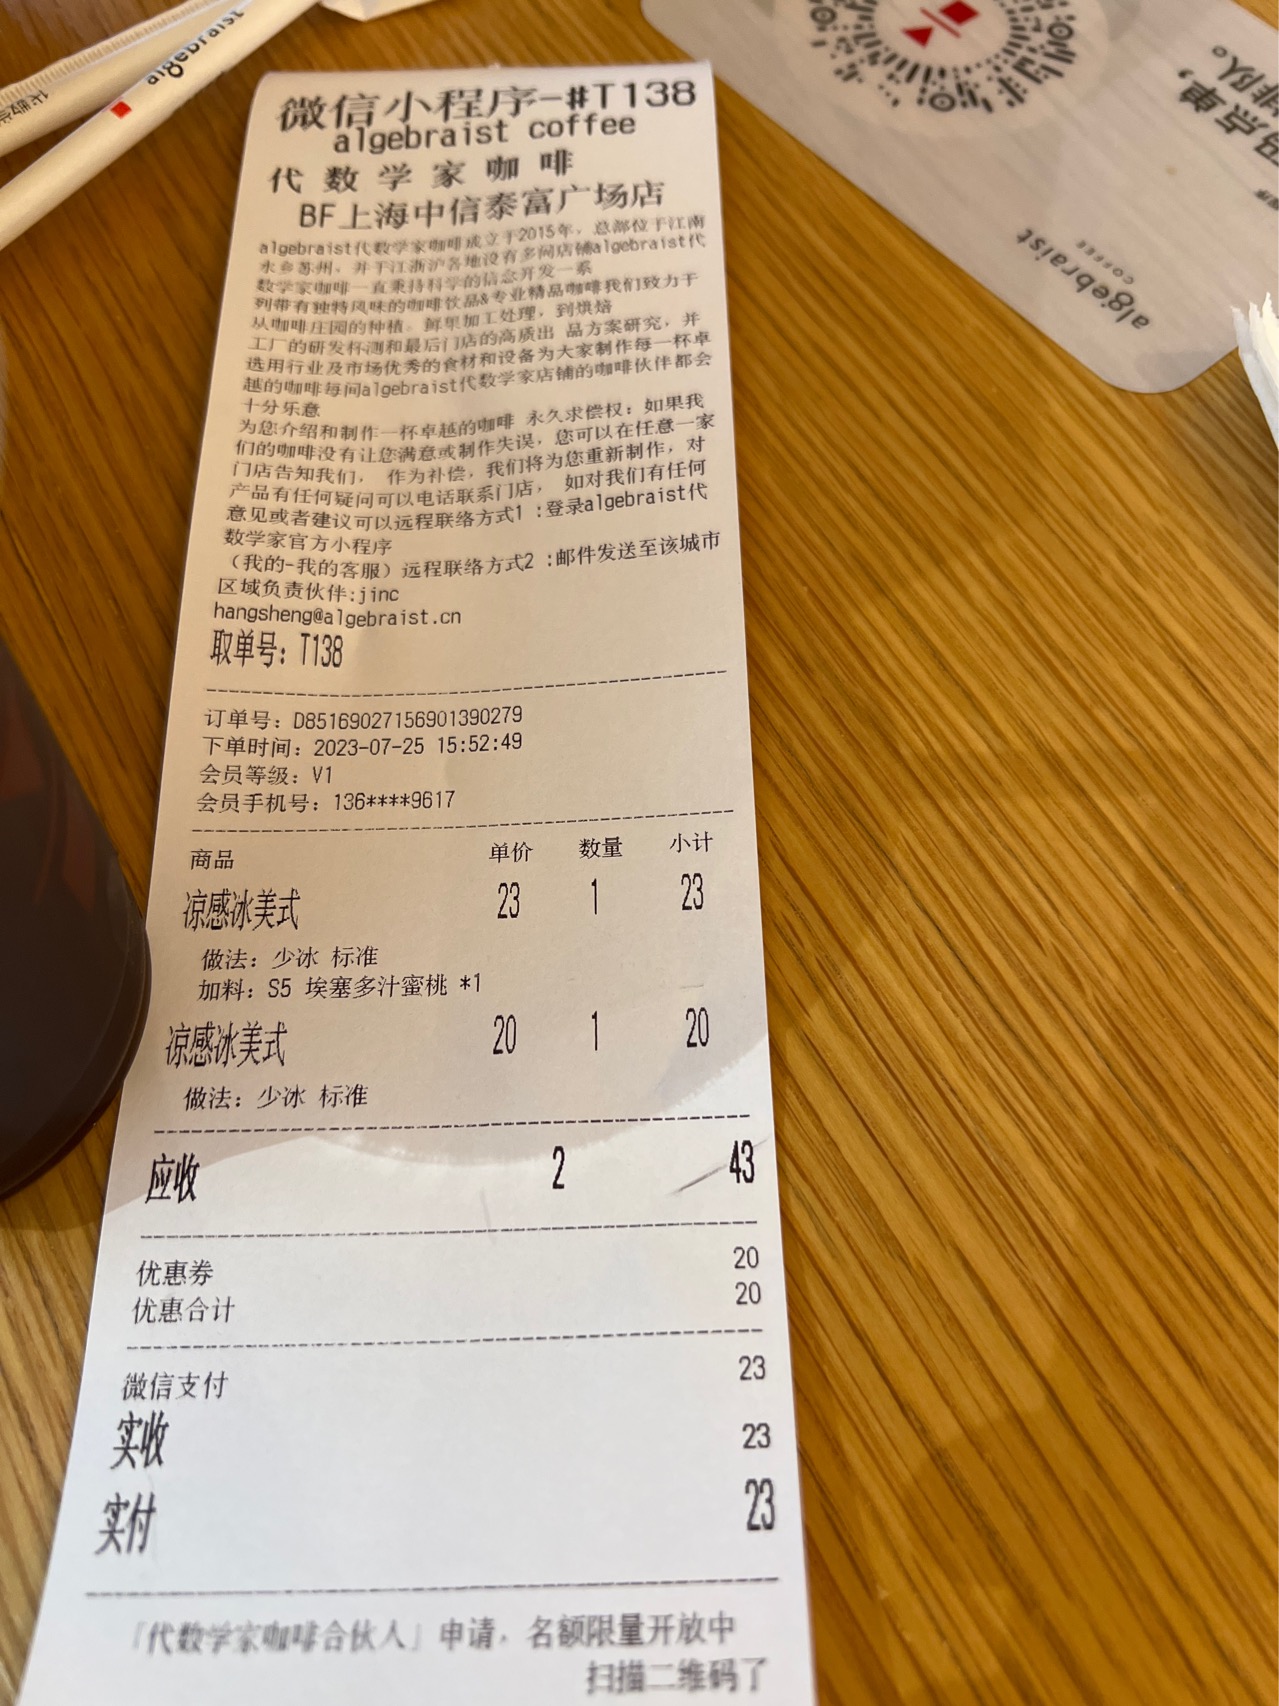 algebraist
微信小程序-#T138
algebraist coffee
代数学家咖啡
BF上海中信泰富广场店
algebraist代数学家咖啡成立于2015年，总部位于江南
水乡苏州，并于江浙沪各地设有多间店铺algebraist代
数学家咖啡一直秉持科学的信念开发一系
列带有独特风味的咖啡饮品&专业精品咖啡我们致力于
从咖啡庄园的种植，鲜果加工处理，到烘焙
工厂的研发杯测和最后门店的高质出 品方案研究，并
选用行业及市场优秀的食材和设备为大家制作每一杯卓
越的咖啡每间algebraist代数学家店铺的咖啡伙伴都会
十分乐意
为您介绍和制作一杯卓越的咖啡 永久求偿权：如果我
们的咖啡没有让您满意或制作失误，您可以在任意一家
门店告知我们， 作为补偿，我们将为您重新制作，对
产品有任何疑问可以电话联系门店， 如对我们有任何
意见或者建议可以远程联络方式1 :登录algebraist代
数学家官方小程序
（我的-我的客服）远程联络方式2 :邮件发送至该城市
区域负责伙伴:jinc
hangsheng@algebraist.cn
取单号：T138
订单号：D851690271569013902​79
下单时间：2023-07-25 15:52:49
会员等级：V1
会员手机号：136****9617
商品 单价 数量 小计
凉感冰美式 23 1 23
做法：少冰 标准
加料：S5 埃塞多汁蜜桃 *1
凉感冰美式 20 1 20
做法：少冰 标准
应收 2 43
优惠券 20
优惠合计 20
微信支付 23
实收 23
实付 23
「代数学家咖啡合伙人」申请，名额限量开放中
扫描二维码了
点单，
排队。
algebraist
COFFEE